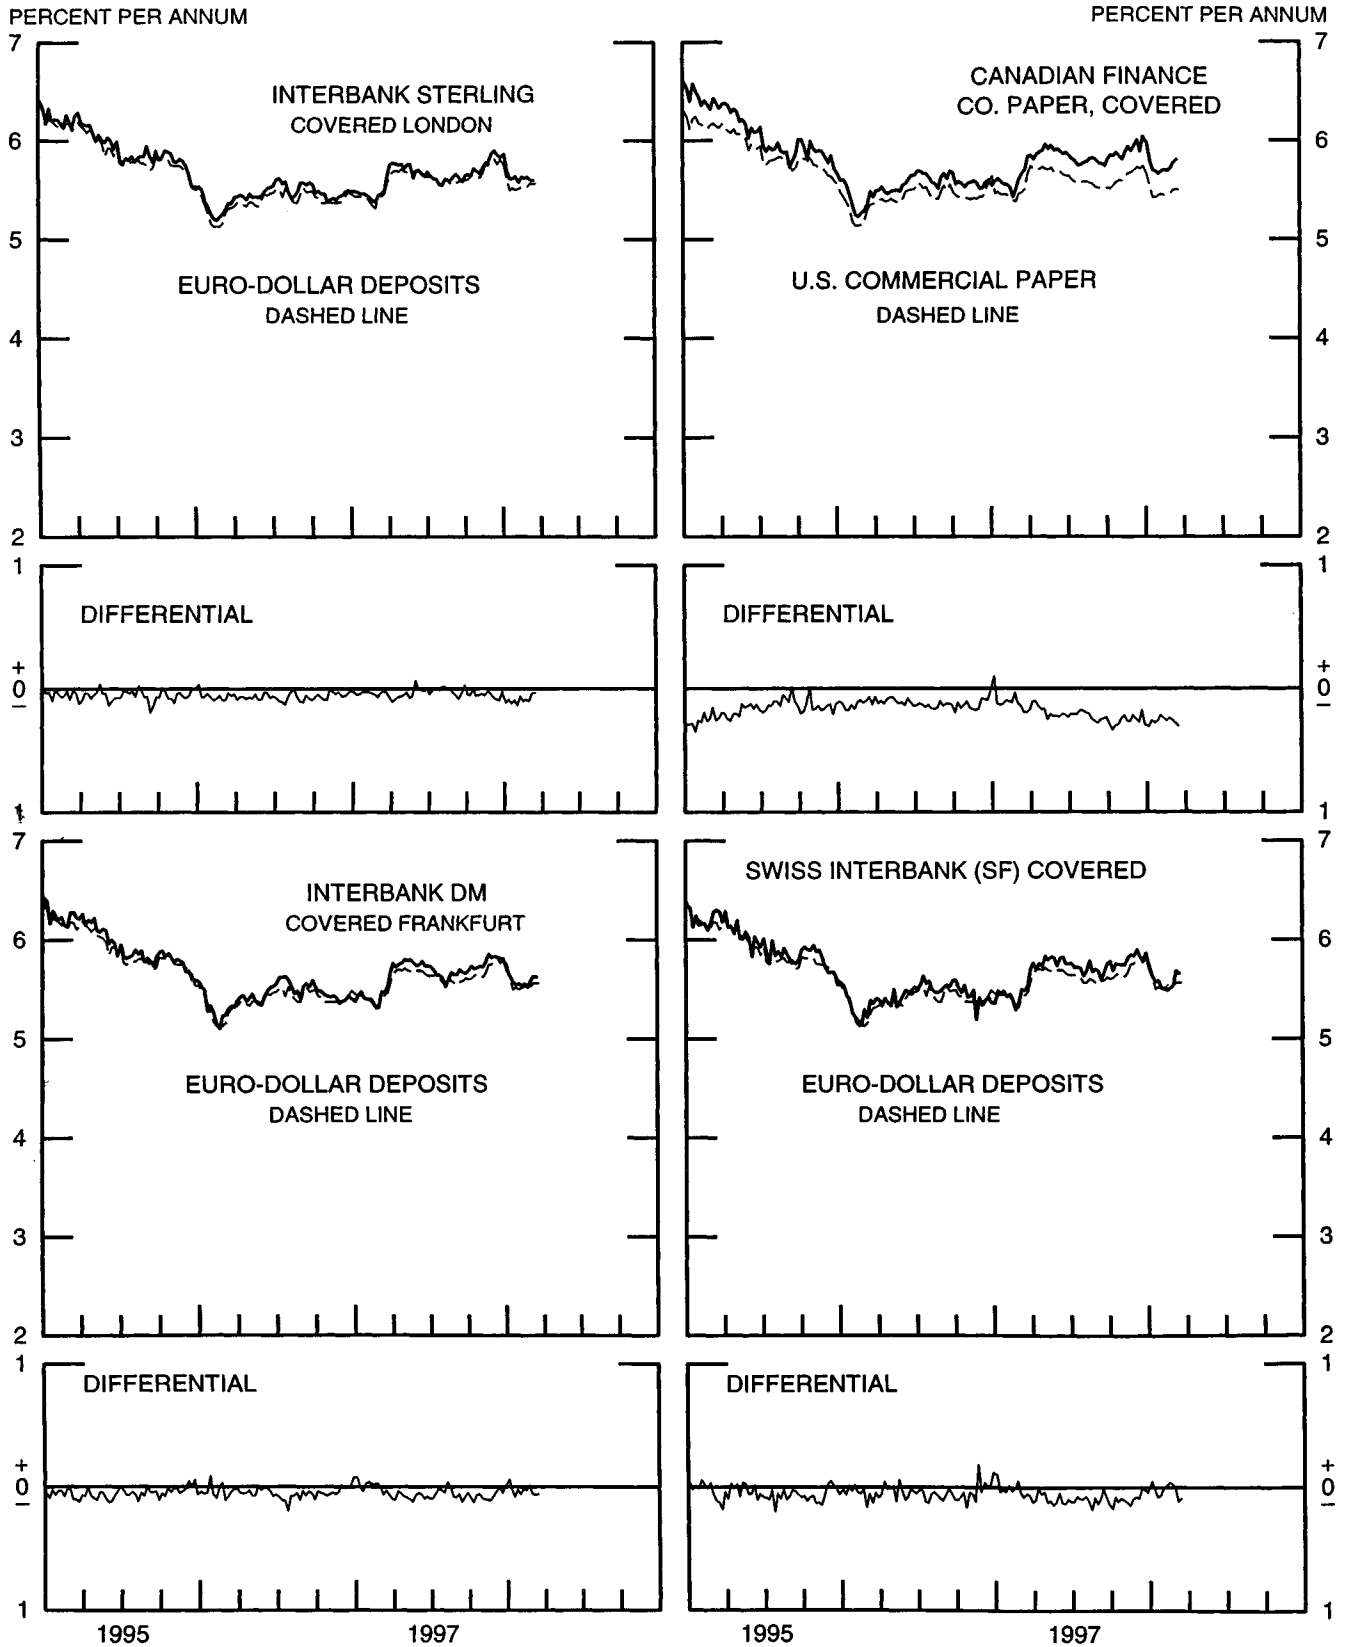 PERCENT PER ANNUM
PERCENT PER ANNUM
7
6
5
4
3
2
INTERBANK STERLING
COVERED LONDON
EURO-DOLLAR DEPOSITS
DASHED LINE
CANADIAN FINANCE
CO. PAPER, COVERED
U.S. COMMERCIAL PAPER
DASHED LINE
7
6
5
4
3
2
1
+
0
–
1
DIFFERENTIAL
DIFFERENTIAL
1
+
0
–
1
7
6
5
4
3
2
INTERBANK DM
COVERED FRANKFURT
EURO-DOLLAR DEPOSITS
DASHED LINE
SWISS INTERBANK (SF) COVERED
EURO-DOLLAR DEPOSITS
DASHED LINE
7
6
5
4
3
2
1
+
0
–
1
DIFFERENTIAL
DIFFERENTIAL
1
+
0
–
1
1995
1997
1995
1997